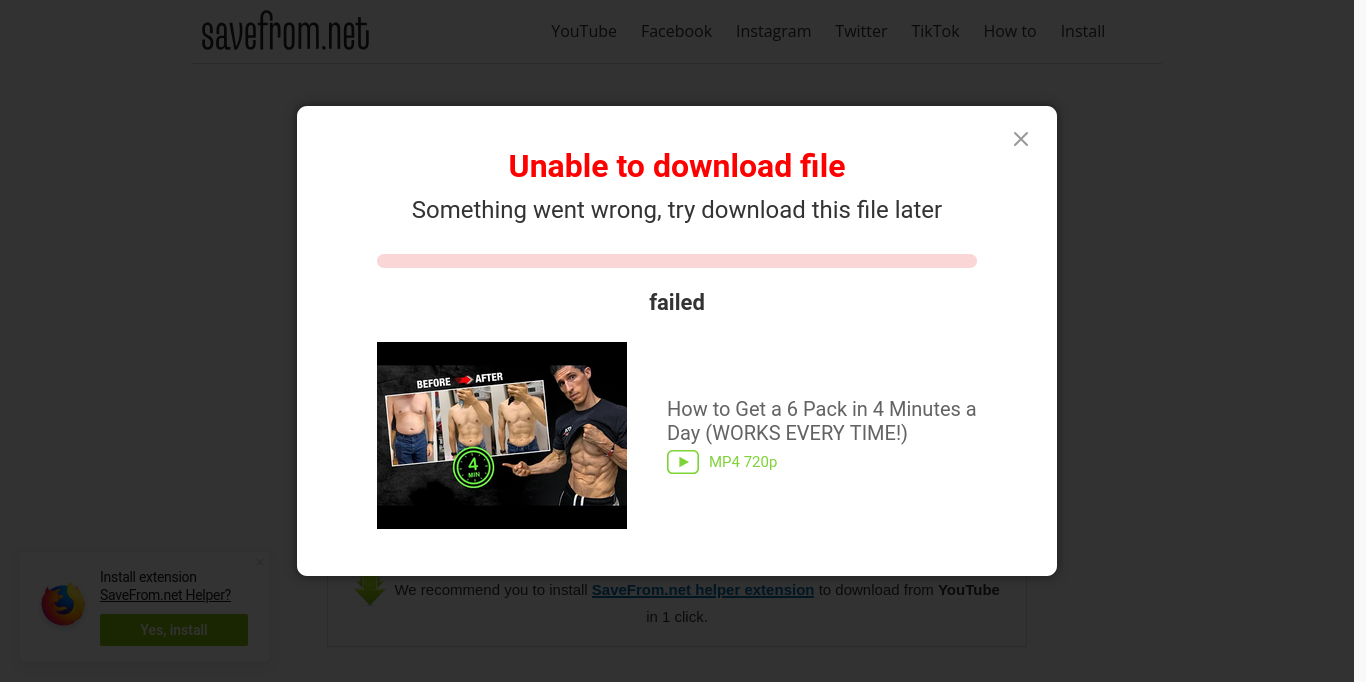 savefrom.net
YouTube Facebook Instagram Twitter TikTok How to Install
Unable to download file
Something went wrong, try download this file later
failed
BEFORE AFTER
4
MIN
How to Get a 6 Pack in 4 Minutes a
Day (WORKS EVERY TIME!)
MP4 720p
Install extension
SaveFrom.net Helper?
Yes, install
We recommend you to install SaveFrom.net helper extension to download from YouTube
in 1 click.